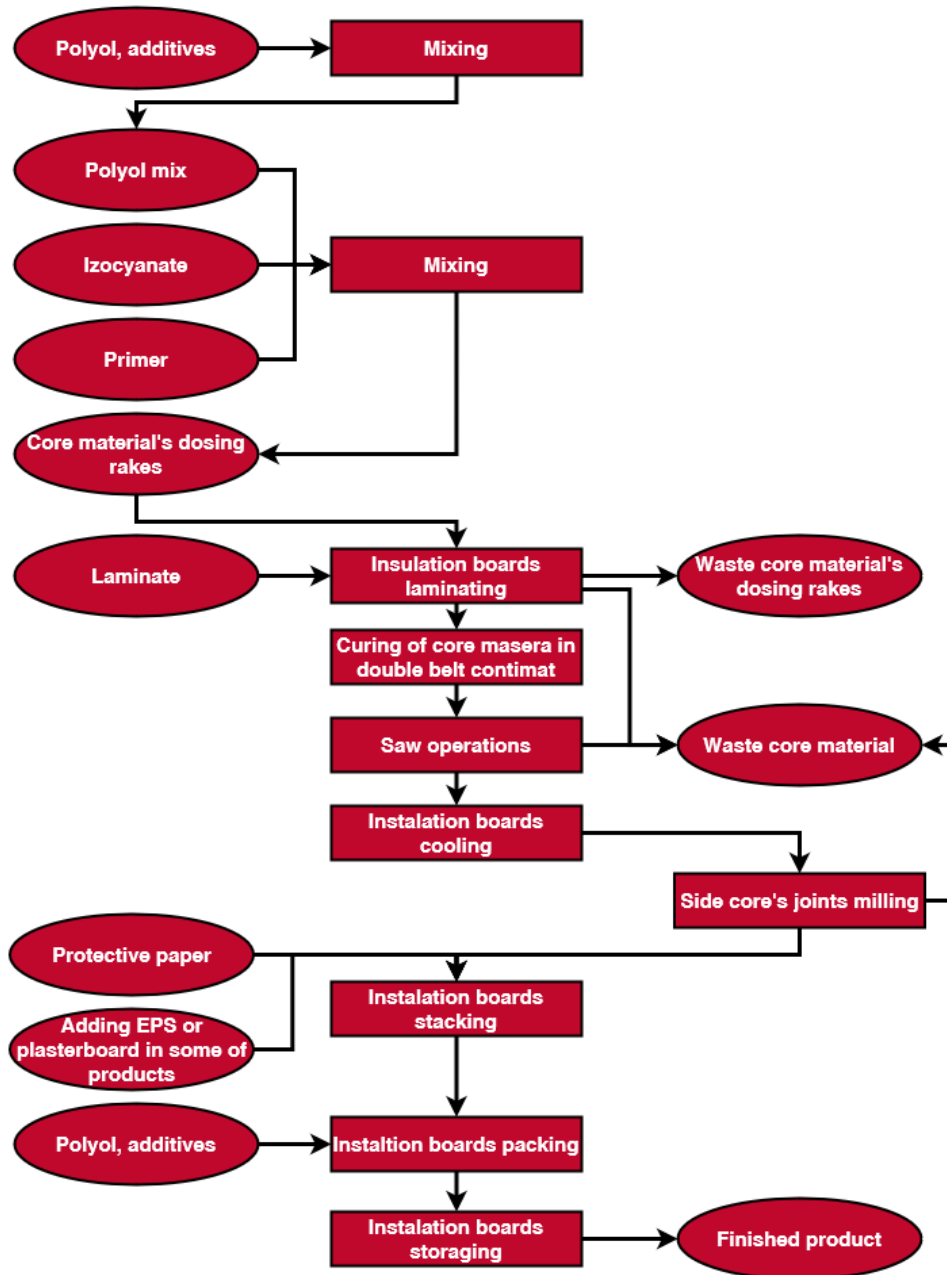 Polyol, additives
Mixing
Polyol mix
Izocyanate
Mixing
Primer
Core material's dosing
rakes
Laminate
Insulation boards
laminating
Waste core material's
dosing rakes
Curing of core masera in
double belt contimat
Saw operations
Waste core material
Instalation boards
cooling
Side core's joints milling
Protective paper
Instalation boards
stacking
Adding EPS or
plasterboard in some of
products
Polyol, additives
Instaltion boards packing
Instalation boards
storaging
Finished product